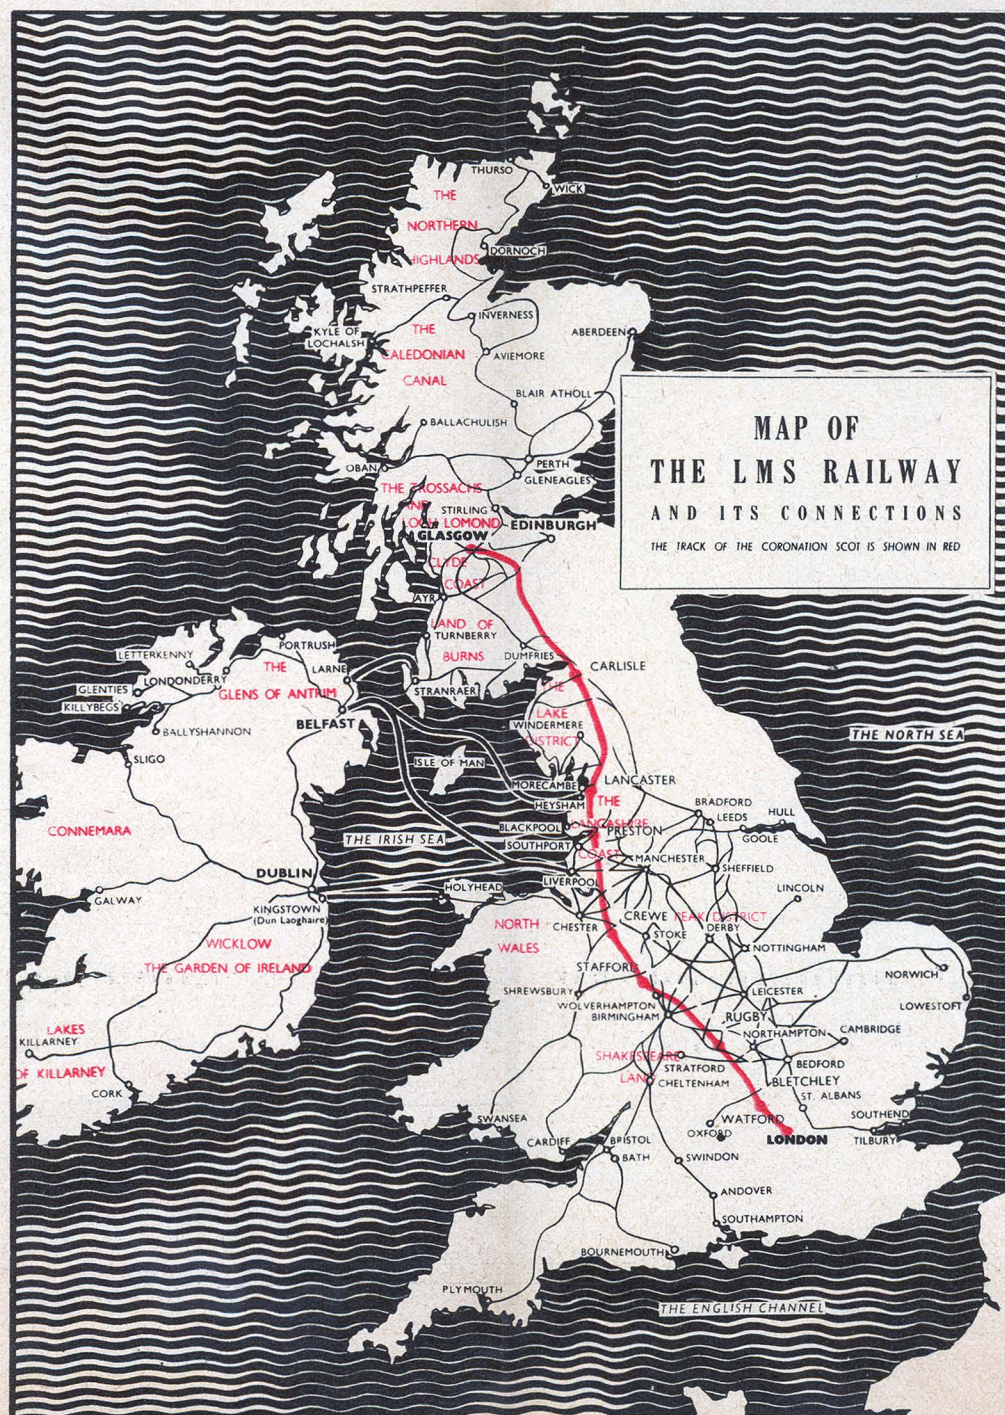 MAP OF
THE LMS RAILWAY
AND ITS CONNECTIONS
THE TRACK OF THE CORONATION SCOT IS SHOWN IN RED
THURSO
WICK
THE
NORTHERN
HIGHLANDS
DORNOCH
STRATHPEFFER
INVERNESS
KYLE OF
LOCHALSH
THE
CALEDONIAN
CANAL
ABERDEEN
AVIEMORE
BLAIR ATHOLL
BALLACHULISH
OBAN
PERTH
GLENEAGLES
THE TROSSACHS
AND
LOCH LOMOND
STIRLING
EDINBURGH
GLASGOW
CLYDE
COAST
AYR
LAND OF
BURNS
TURNBERRY
DUMFRIES
CARLISLE
STRANRAER
PORTRUSH
LETTERKENNY
LONDONDERRY
LARNE
THE
GLENS OF ANTRIM
GLENTIES
KILLYBEGS
BELFAST
BALLYSHANNON
SLIGO
THE
LAKE
DISTRICT
WINDERMERE
THE NORTH SEA
ISLE OF MAN
MORECAMBE
HEYSHAM
LANCASTER
THE
LANCASHIRE
COAST
BRADFORD
LEEDS
HULL
GOOLE
BLACKPOOL
PRESTON
SOUTHPORT
CONNEMARA
THE IRISH SEA
MANCHESTER
SHEFFIELD
DUBLIN
LIVERPOOL
HOLYHEAD
LINCOLN
GALWAY
KINGSTOWN
(Dun Laoghaire)
CHESTER
CREWE
PEAK DISTRICT
STOKE
DERBY
NOTTINGHAM
NORTH
WALES
WICKLOW
THE GARDEN OF IRELAND
STAFFORD
NORWICH
SHREWSBURY
LEICESTER
LOWESTOFT
WOLVERHAMPTON
BIRMINGHAM
RUGBY
NORTHAMPTON
CAMBRIDGE
LAKES
KILLARNEY
OF KILLARNEY
SHAKESPEARE
LAND
STRATFORD
BEDFORD
CHELTENHAM
BLETCHLEY
CORK
ST. ALBANS
SWANSEA
WATFORD
SOUTHEND
OXFORD
LONDON
TILBURY
CARDIFF
BRISTOL
BATH
SWINDON
ANDOVER
SOUTHAMPTON
BOURNEMOUTH
PLYMOUTH
THE ENGLISH CHANNEL